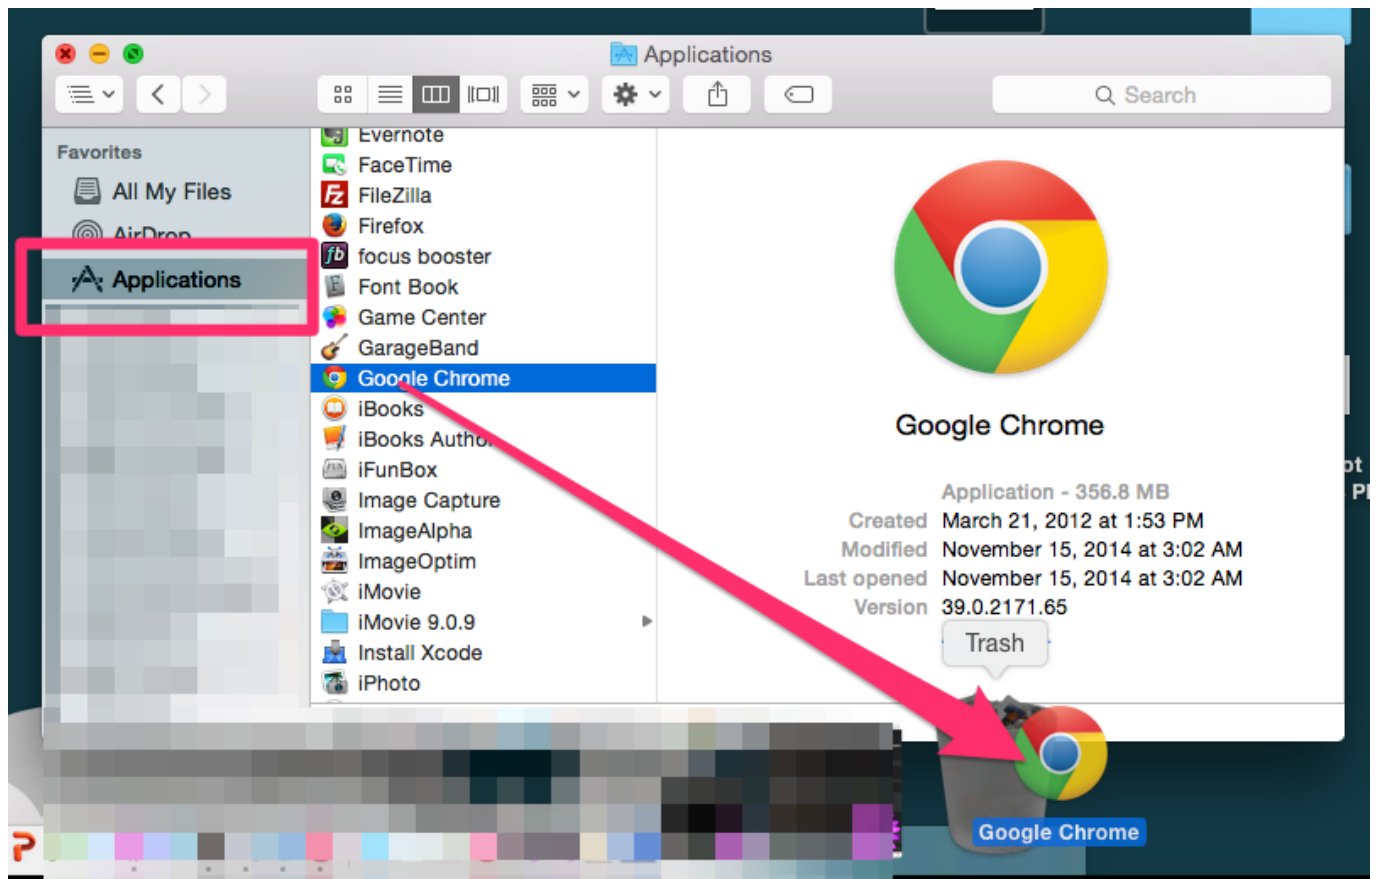 Applications
Search
Favorites
All My Files
AirDrop
Applications
Evernote
FaceTime
FileZilla
Firefox
focus booster
Font Book
Game Center
GarageBand
Google Chrome
iBooks
iBooks Author
iFunBox
Image Capture
ImageAlpha
ImageOptim
iMovie
iMovie 9.0.9
Install Xcode
iPhoto
Google Chrome
Application - 356.8 MB
Created March 21, 2012 at 1:53 PM
Modified November 15, 2014 at 3:02 AM
Last opened November 15, 2014 at 3:02 AM
Version 39.0.2171.65
Trash
Google Chrome